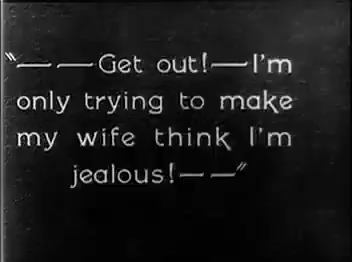 "— — Get out! — I'm
only trying to make
my wife think I'm
jealous! — —"